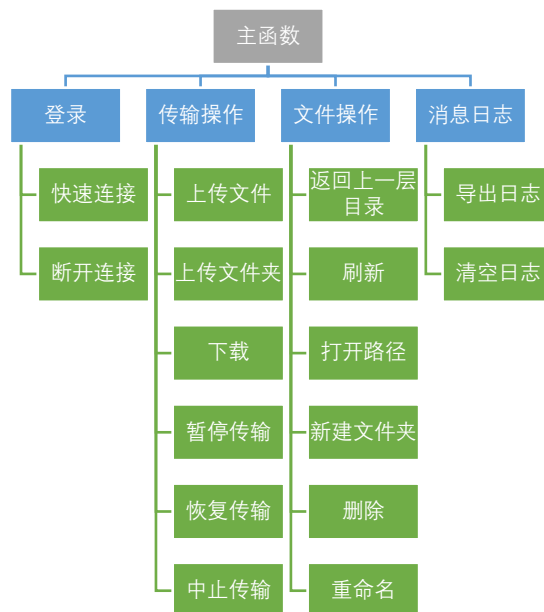 主函数
登录
传输操作
文件操作
消息日志
快速连接
断开连接
上传文件
上传文件夹
下载
暂停传输
恢复传输
中止传输
返回上一层
目录
刷新
打开路径
新建文件夹
删除
重命名
导出日志
清空日志